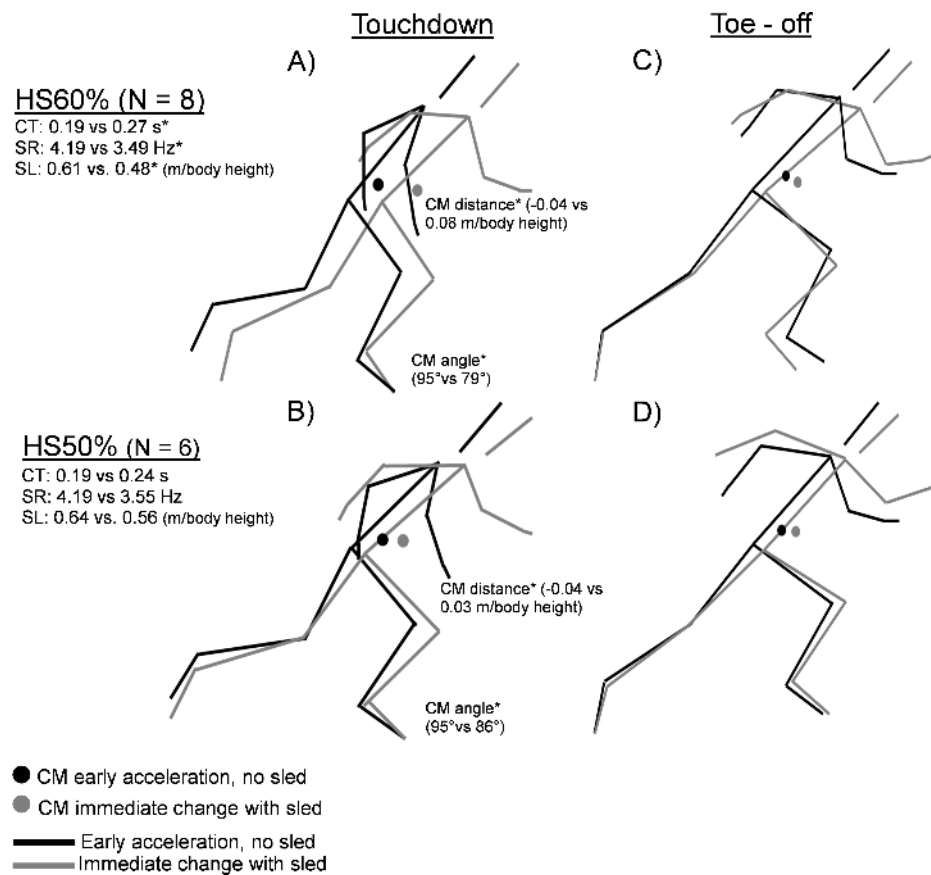 Touchdown
Toe - off
A)
C)
HS60% (N = 8)
CT: 0.19 vs 0.27 s*
SR: 4.19 vs 3.49 Hz*
SL: 0.61 vs. 0.48* (m/body height)
CM distance* (-0.04 vs
0.08 m/body height)
CM angle*
(95°vs 79°)
B)
D)
HS50% (N = 6)
CT: 0.19 vs 0.24 s
SR: 4.19 vs 3.55 Hz
SL: 0.64 vs. 0.56 (m/body height)
CM distance* (-0.04 vs
0.03 m/body height)
CM angle*
(95°vs 86°)
CM early acceleration, no sled
CM immediate change with sled
Early acceleration, no sled
Immediate change with sled